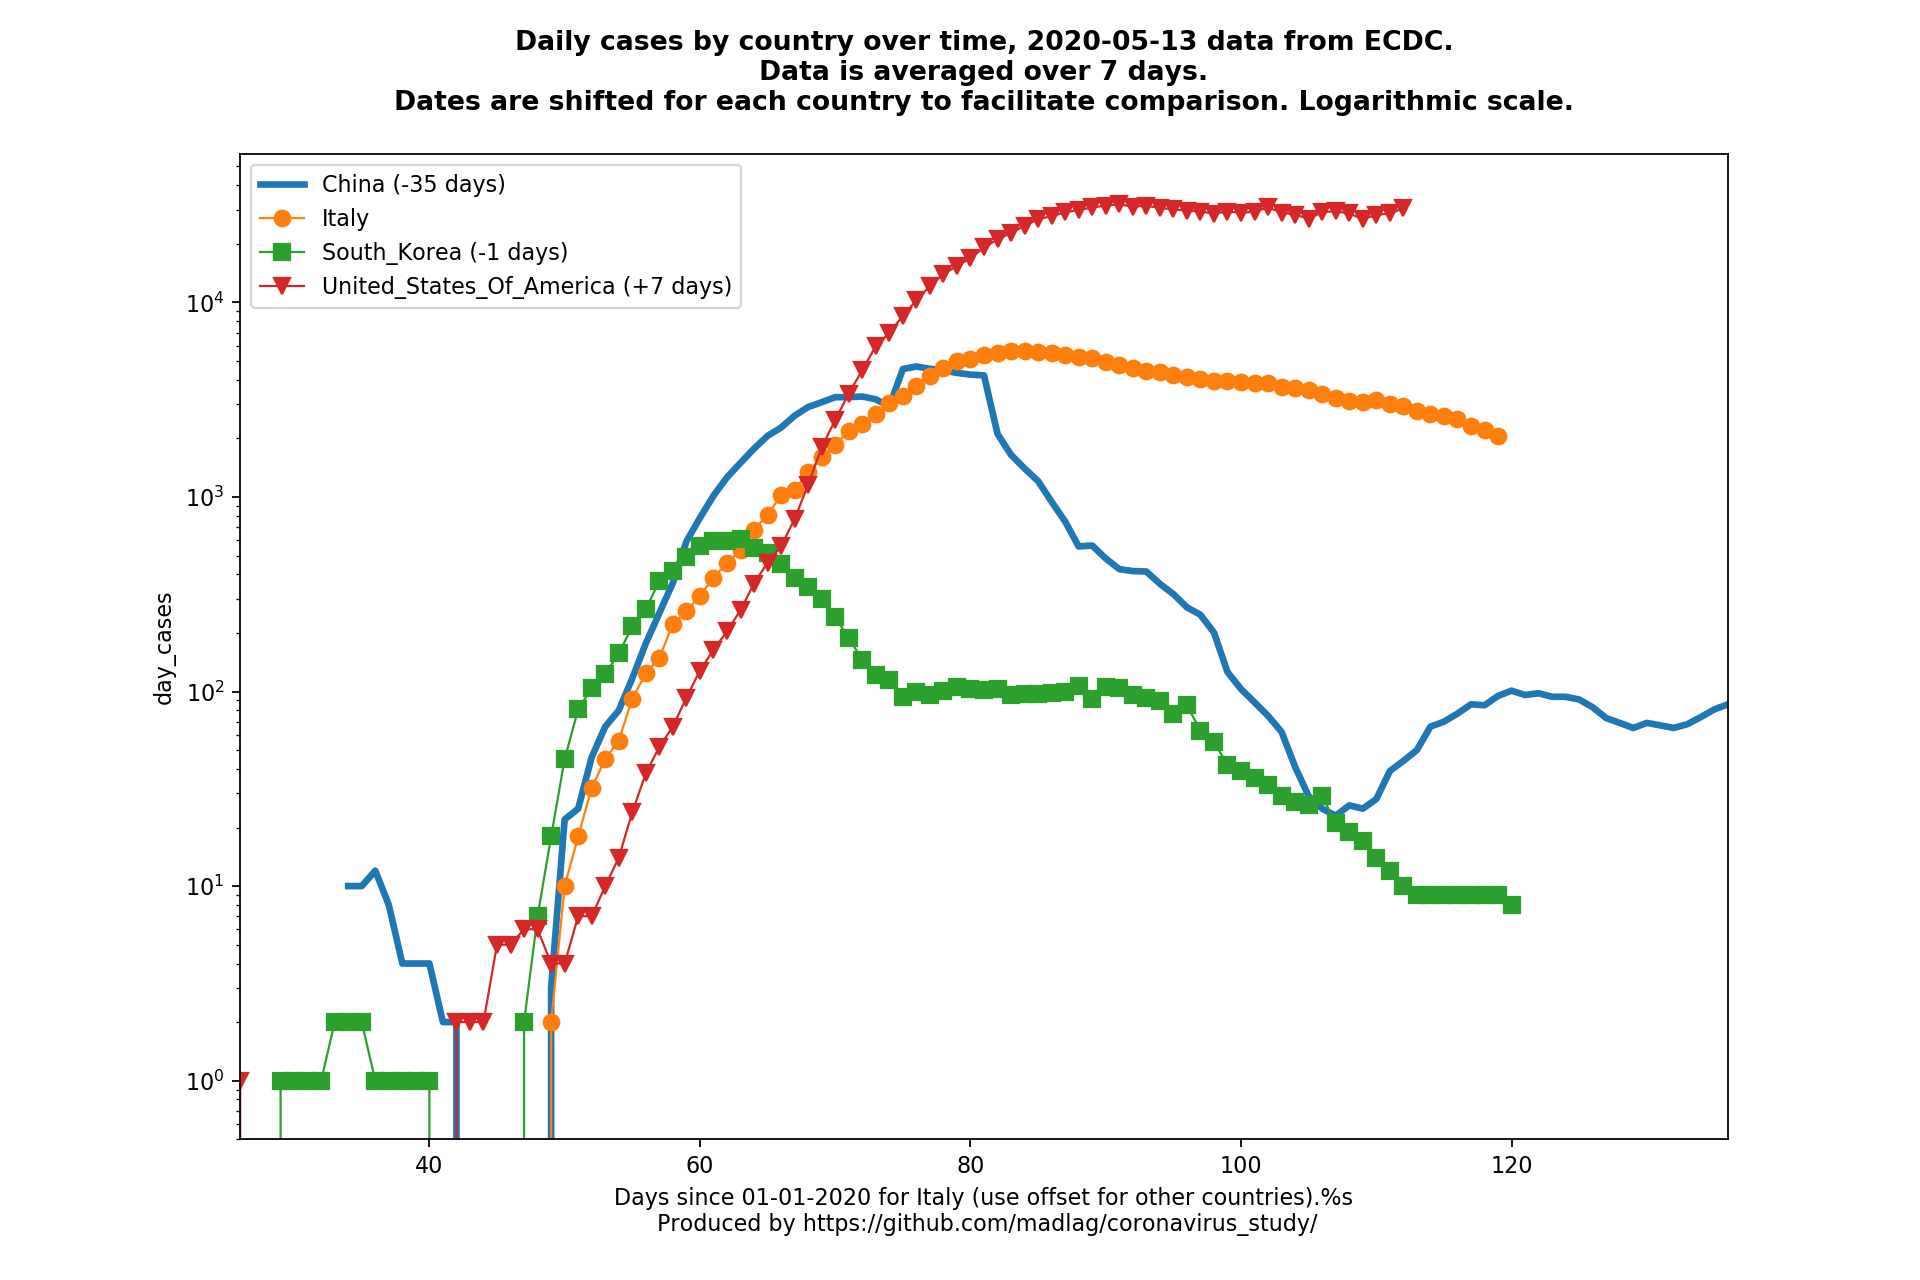 Daily cases by country over time, 2020-05-13 data from ECDC.
Data is averaged over 7 days.
Dates are shifted for each country to facilitate comparison. Logarithmic scale.
China (-35 days)
Italy
South_Korea (-1 days)
United_States_Of_America (+7 days)
10⁴
10³
10²
10¹
10⁰
day_cases
40 60 80 100 120
Days since 01-01-2020 for Italy (use offset for other countries).%s
Produced by https://github.com/madlag/coronavirus_study/